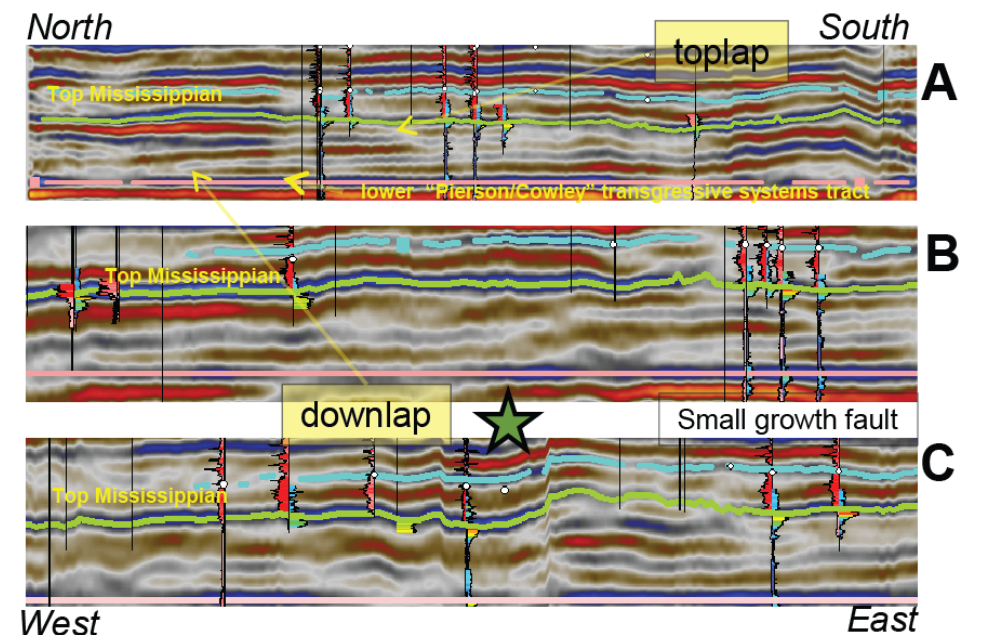 North
South
toplap
A
Top Mississippian
lower “Pierson/Cowley” transgressive systems tract
B
Top Mississippian
downlap
Small growth fault
C
Top Mississippian
West
East